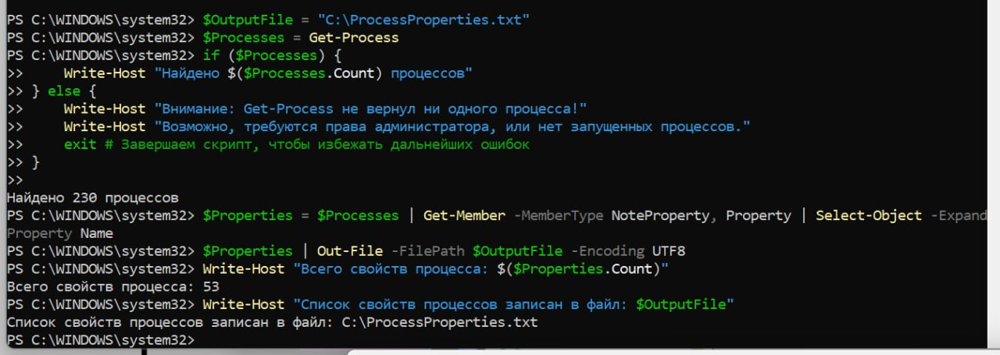 PS C:\WINDOWS\system32> $OutputFile = "C:\ProcessProperties.txt"
PS C:\WINDOWS\system32> $Processes = Get-Process
PS C:\WINDOWS\system32> if ($Processes) {
>>     Write-Host "Найдено $($Processes.Count) процессов"
>> } else {
>>     Write-Host "Внимание: Get-Process не вернул ни одного процесса!"
>>     Write-Host "Возможно, требуются права администратора, или нет запущенных процессов."
>>     exit # Завершаем скрипт, чтобы избежать дальнейших ошибок
>> }
>>
Найдено 230 процессов
PS C:\WINDOWS\system32> $Properties = $Processes | Get-Member -MemberType NoteProperty, Property | Select-Object -Expand
Property Name
PS C:\WINDOWS\system32> $Properties | Out-File -FilePath $OutputFile -Encoding UTF8
PS C:\WINDOWS\system32> Write-Host "Всего свойств процесса: $($Properties.Count)"
Всего свойств процесса: 53
PS C:\WINDOWS\system32> Write-Host "Список свойств процессов записан в файл: $OutputFile"
Список свойств процессов записан в файл: C:\ProcessProperties.txt
PS C:\WINDOWS\system32>